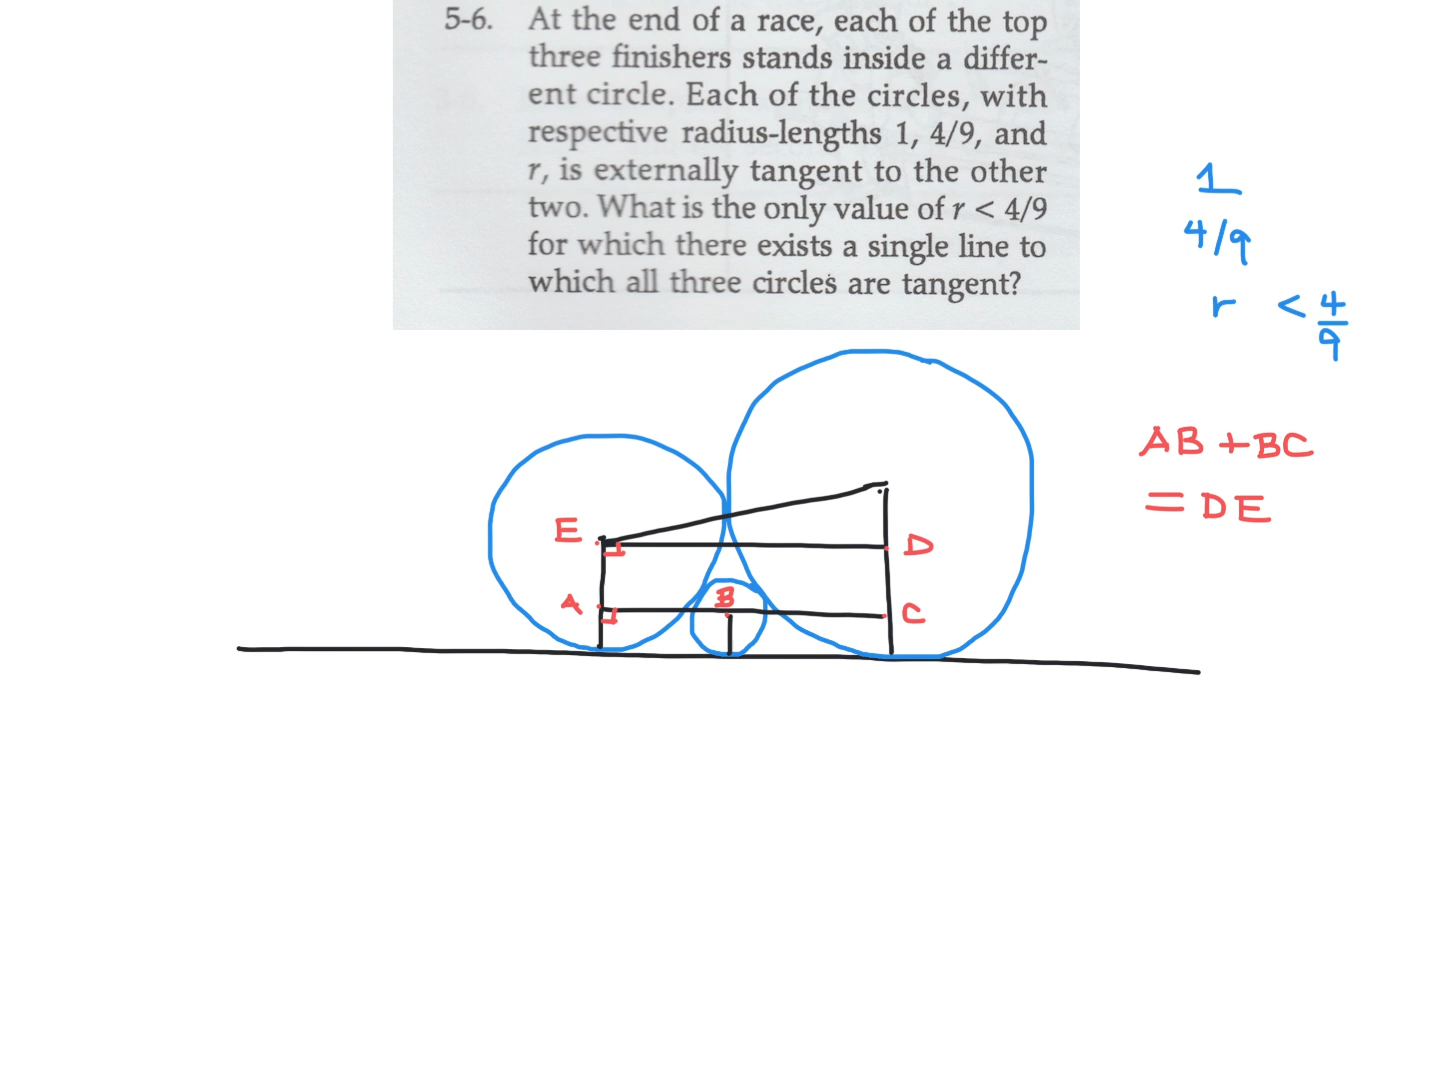 5-6. At the end of a race, each of the top
three finishers stands inside a differ-
ent circle. Each of the circles, with
respective radius-lengths 1, 4/9, and
r, is externally tangent to the other
two. What is the only value of r < 4/9
for which there exists a single line to
which all three circles are tangent?
1
4/9
r < 4/9
AB + BC
= DE
E
D
A
B
C